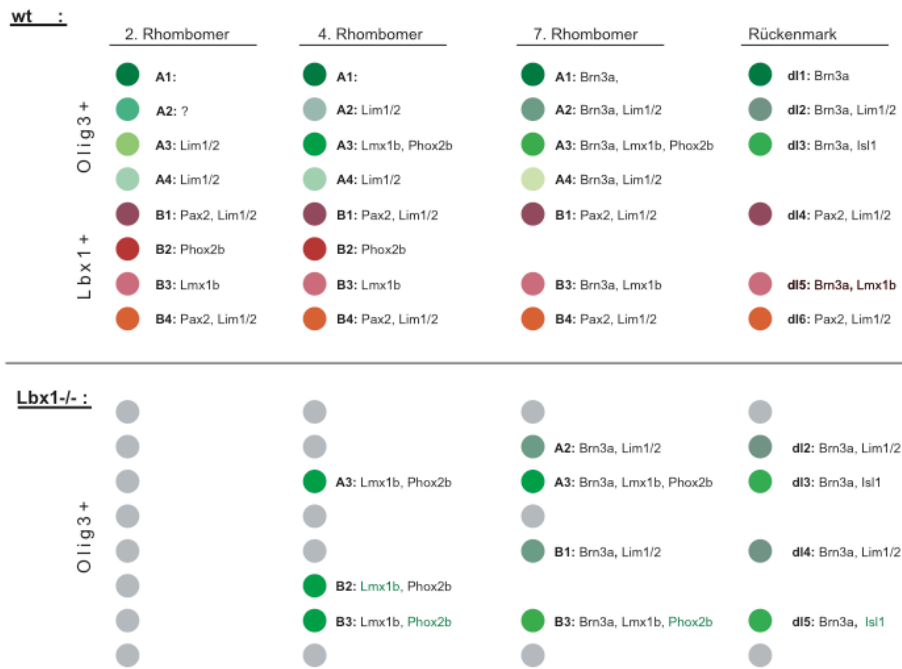 wt :
2. Rhombomer 4. Rhombomer 7. Rhombomer Rückenmark
Olig3+
A1: A1: A1: Brn3a, dI1: Brn3a
A2: ? A2: Lim1/2 A2: Brn3a, Lim1/2 dI2: Brn3a, Lim1/2
A3: Lim1/2 A3: Lmx1b, Phox2b A3: Brn3a, Lmx1b, Phox2b dI3: Brn3a, Isl1
A4: Lim1/2 A4: Lim1/2 A4: Brn3a, Lim1/2
Lbx1+
B1: Pax2, Lim1/2 B1: Pax2, Lim1/2 B1: Pax2, Lim1/2 dI4: Pax2, Lim1/2
B2: Phox2b B2: Phox2b
B3: Lmx1b B3: Lmx1b B3: Brn3a, Lmx1b dI5: Brn3a, Lmx1b
B4: Pax2, Lim1/2 B4: Pax2, Lim1/2 B4: Pax2, Lim1/2 dI6: Pax2, Lim1/2
Lbx1-/- :
Olig3+
A2: Brn3a, Lim1/2 dI2: Brn3a, Lim1/2
A3: Lmx1b, Phox2b A3: Brn3a, Lmx1b, Phox2b dI3: Brn3a, Isl1
B1: Brn3a, Lim1/2 dI4: Brn3a, Lim1/2
B2: Lmx1b, Phox2b
B3: Lmx1b, Phox2b B3: Brn3a, Lmx1b, Phox2b dI5: Brn3a, Isl1